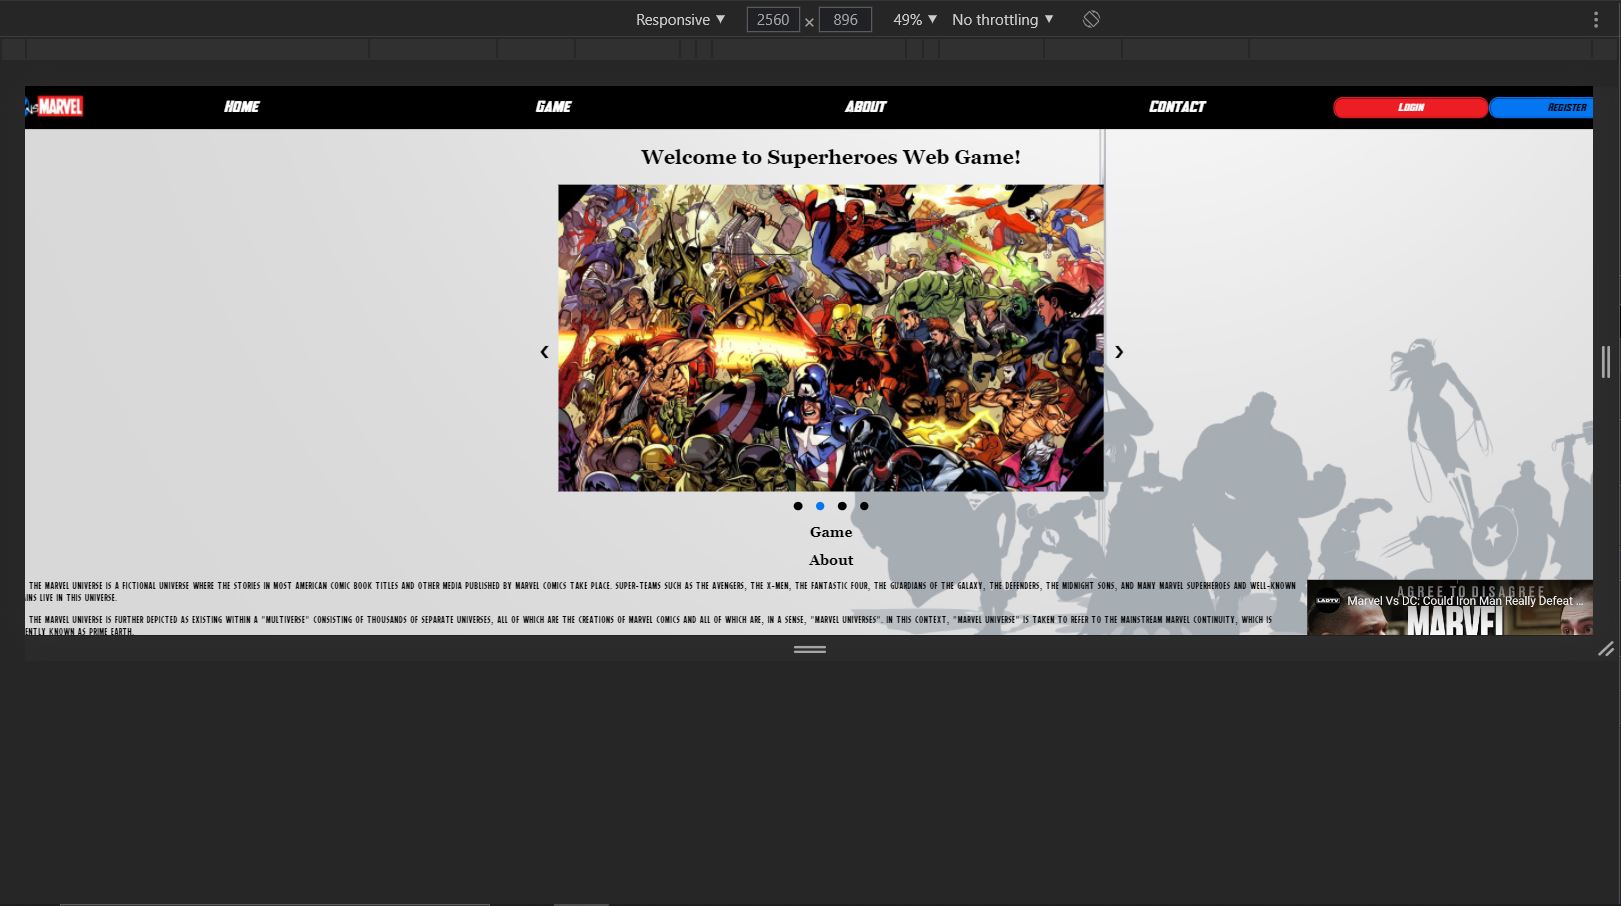 Responsive ▼ 2560 × 896 49% ▼ No throttling ▼
NS MARVEL HOME GAME ABOUT CONTACT LOGIN REGISTER
Welcome to Superheroes Web Game!
Game
About
THE MARVEL UNIVERSE IS A FICTIONAL UNIVERSE WHERE THE STORIES IN MOST AMERICAN COMIC BOOK TITLES AND OTHER MEDIA PUBLISHED BY MARVEL COMICS TAKE PLACE. SUPER-TEAMS SUCH AS THE AVENGERS, THE X-MEN, THE FANTASTIC FOUR, THE GUARDIANS OF THE GALAXY, THE DEFENDERS, THE MIDNIGHT SONS, AND MANY MARVEL SUPERHEROES AND WELL-KNOWN
INS LIVE IN THIS UNIVERSE.
THE MARVEL UNIVERSE IS FURTHER DEPICTED AS EXISTING WITHIN A "MULTIVERSE" CONSISTING OF THOUSANDS OF SEPARATE UNIVERSES, ALL OF WHICH ARE THE CREATIONS OF MARVEL COMICS AND ALL OF WHICH ARE, IN A SENSE, "MARVEL UNIVERSES". IN THIS CONTEXT, "MARVEL UNIVERSE" IS TAKEN TO REFER TO THE MAINSTREAM MARVEL CONTINUITY, WHICH IS
ENTLY KNOWN AS PRIME EARTH.
AGREE TO DISAGREE
LADTV Marvel Vs DC: Could Iron Man Really Defeat ...
MARVEL